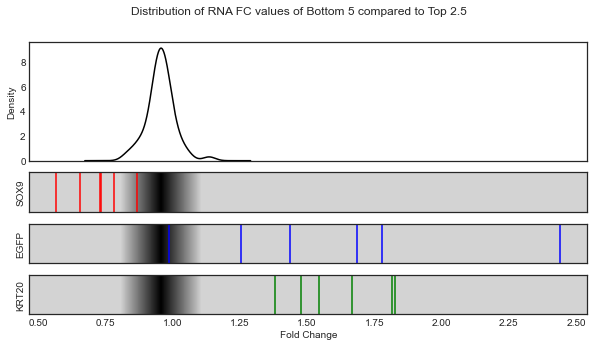 Distribution of RNA FC values of Bottom 5 compared to Top 2.5
8
6
4
2
0
Density
SOX9
EGFP
KRT20
0.50 0.75 1.00 1.25 1.50 1.75 2.00 2.25 2.50
Fold Change